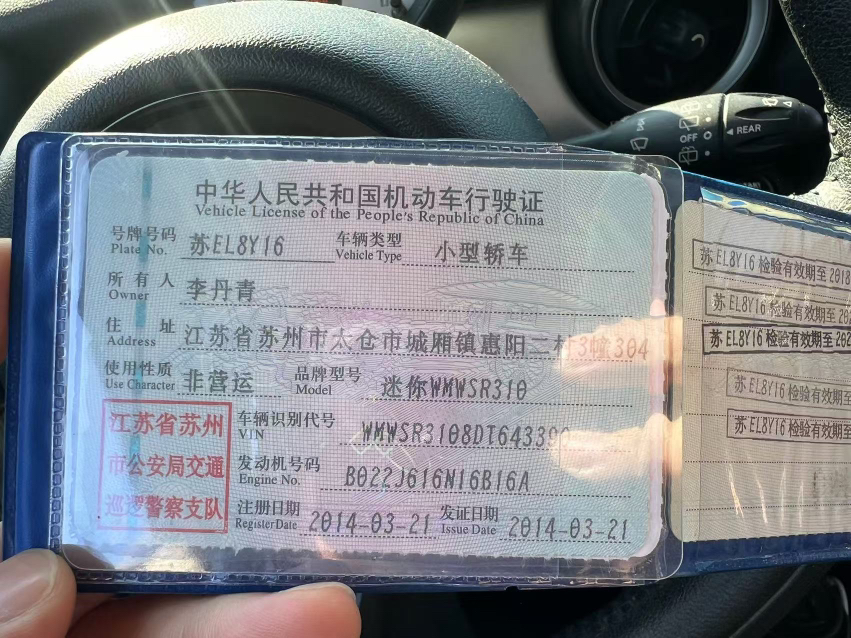 中华人民共和国机动车行驶证
Vehicle License of the People's Republic of China
号牌号码 苏EL8Y16 车辆类型 小型轿车
Plate No. Vehicle Type
所有人 李丹青
Owner
住址 江苏省苏州市太仓市城厢镇惠阳二村3幢304
Address
使用性质 非营运 品牌型号 迷你WMWSR310
Use Character Model
江苏省苏州
市公安局交通
巡逻警察支队
车辆识别代号 WMWSR3108DT643390
VIN
发动机号码 B022J616N16B16A
Engine No.
注册日期 2014-03-21 发证日期 2014-03-21
Register Date Issue Date
苏EL8Y16 检验有效期至 2018
苏EL8Y16 检验有效期至 202
苏EL8Y16 检验有效期至 202
苏EL8Y16 检验有效期至
苏EL8Y16 检验有效期至
OFF
REAR